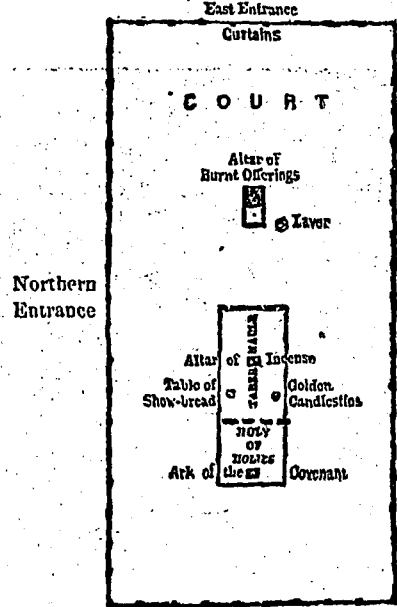 East Entrance
Curtains
COURT
Altar of
Burnt Offerings
Laver
Northern
Entrance
TABERNACLE
Altar of Incense
Table of
Show-bread
Golden
Candlestics
HOLY
OF
HOLIES
Ark of the Covenant